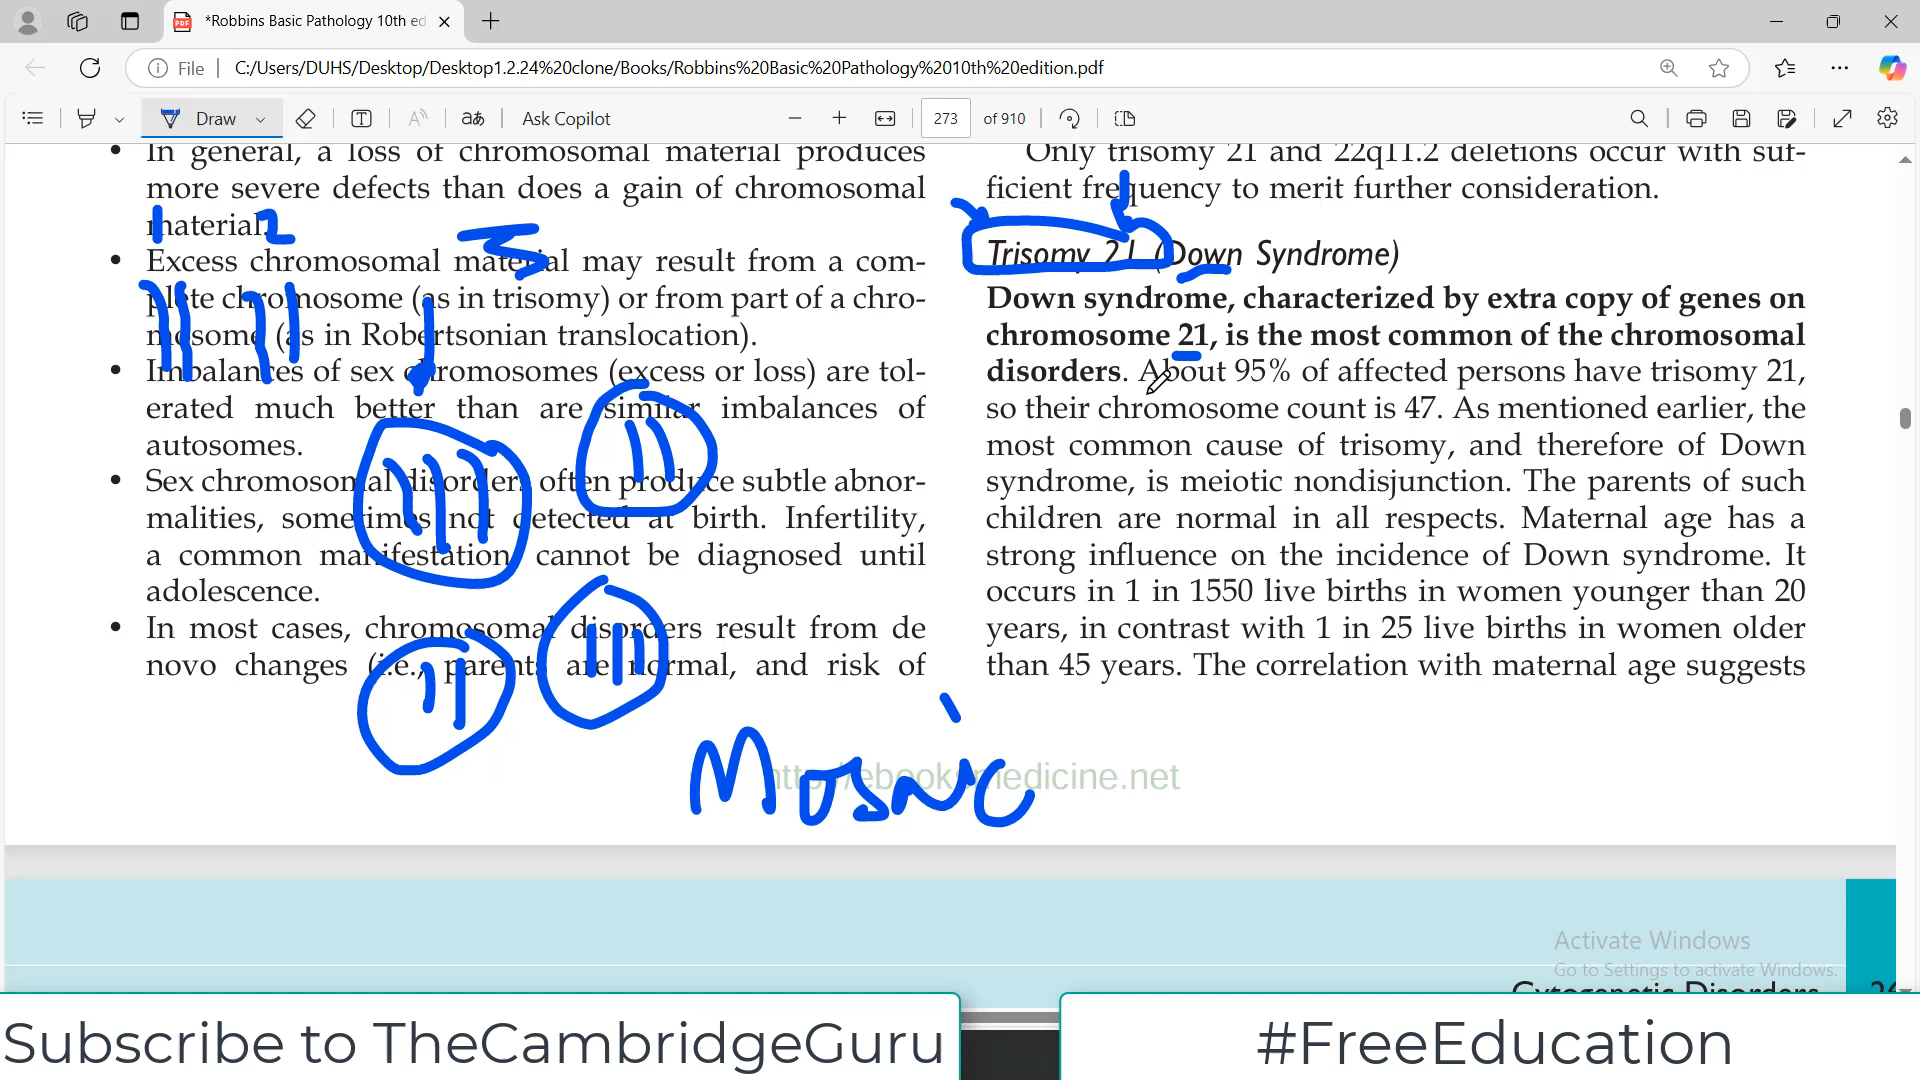 *Robbins Basic Pathology 10th ed
File
C:/Users/DUHS/Desktop/Desktop1.2.24%20clone/Books/Robbins%20Basic%20Pathology%2010th%20edition.pdf
Draw
aあ
Ask Copilot
273 of 910
• In general, a loss of chromosomal material produces
more severe defects than does a gain of chromosomal
material.
1 2
• Excess chromosomal material may result from a com-
plete chromosome (as in trisomy) or from part of a chro-
mosome (as in Robertsonian translocation).
• Imbalances of sex chromosomes (excess or loss) are tol-
erated much better than are similar imbalances of
autosomes.
• Sex chromosomal disorders often produce subtle abnor-
malities, sometimes not detected at birth. Infertility,
a common manifestation, cannot be diagnosed until
adolescence.
• In most cases, chromosomal disorders result from de
novo changes (i.e., parents are normal, and risk of
Only trisomy 21 and 22q11.2 deletions occur with suf-
ficient frequency to merit further consideration.
Trisomy 21 (Down Syndrome)
Down syndrome, characterized by extra copy of genes on
chromosome 21, is the most common of the chromosomal
disorders. About 95% of affected persons have trisomy 21,
so their chromosome count is 47. As mentioned earlier, the
most common cause of trisomy, and therefore of Down
syndrome, is meiotic nondisjunction. The parents of such
children are normal in all respects. Maternal age has a
strong influence on the incidence of Down syndrome. It
occurs in 1 in 1550 live births in women younger than 20
years, in contrast with 1 in 25 live births in women older
than 45 years. The correlation with maternal age suggests
Mosaic
http://ebooksmedicine.net
Activate Windows
Go to Settings to activate Windows.
Cytogenetic Disorders
Subscribe to TheCambridgeGuru
#FreeEducation